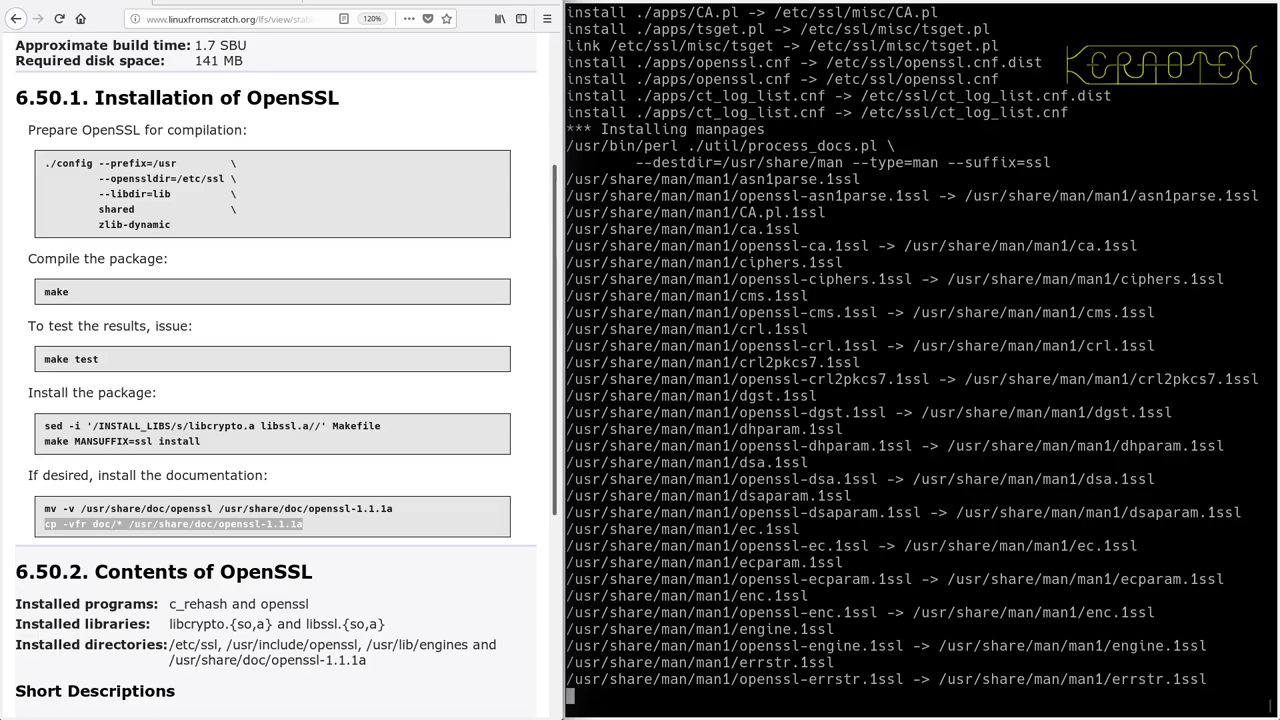 www.linuxfromscratch.org/lfs/view/stab
120%
Approximate build time: 1.7 SBU
Required disk space: 141 MB
6.50.1. Installation of OpenSSL
Prepare OpenSSL for compilation:
./config --prefix=/usr \
--openssldir=/etc/ssl \
--libdir=lib \
shared \
zlib-dynamic
Compile the package:
make
To test the results, issue:
make test
Install the package:
sed -i '/INSTALL_LIBS/s/libcrypto.a libssl.a//' Makefile
make MANSUFFIX=ssl install
If desired, install the documentation:
mv -v /usr/share/doc/openssl /usr/share/doc/openssl-1.1.1a
cp -vfr doc/* /usr/share/doc/openssl-1.1.1a
6.50.2. Contents of OpenSSL
Installed programs: c_rehash and openssl
Installed libraries: libcrypto.{so,a} and libssl.{so,a}
Installed directories: /etc/ssl, /usr/include/openssl, /usr/lib/engines and
/usr/share/doc/openssl-1.1.1a
Short Descriptions
install ./apps/CA.pl -> /etc/ssl/misc/CA.pl
install ./apps/tsget.pl -> /etc/ssl/misc/tsget.pl
link /etc/ssl/misc/tsget -> /etc/ssl/misc/tsget.pl
install ./apps/openssl.cnf -> /etc/ssl/openssl.cnf.dist
install ./apps/openssl.cnf -> /etc/ssl/openssl.cnf
install ./apps/ct_log_list.cnf -> /etc/ssl/ct_log_list.cnf.dist
install ./apps/ct_log_list.cnf -> /etc/ssl/ct_log_list.cnf
*** Installing manpages
/usr/bin/perl ./util/process_docs.pl \
--destdir=/usr/share/man --type=man --suffix=ssl
/usr/share/man/man1/asn1parse.1ssl
/usr/share/man/man1/openssl-asn1parse.1ssl -> /usr/share/man/man1/asn1parse.1ssl
/usr/share/man/man1/CA.pl.1ssl
/usr/share/man/man1/ca.1ssl
/usr/share/man/man1/openssl-ca.1ssl -> /usr/share/man/man1/ca.1ssl
/usr/share/man/man1/ciphers.1ssl
/usr/share/man/man1/openssl-ciphers.1ssl -> /usr/share/man/man1/ciphers.1ssl
/usr/share/man/man1/cms.1ssl
/usr/share/man/man1/openssl-cms.1ssl -> /usr/share/man/man1/cms.1ssl
/usr/share/man/man1/crl.1ssl
/usr/share/man/man1/openssl-crl.1ssl -> /usr/share/man/man1/crl.1ssl
/usr/share/man/man1/crl2pkcs7.1ssl
/usr/share/man/man1/openssl-crl2pkcs7.1ssl -> /usr/share/man/man1/crl2pkcs7.1ssl
/usr/share/man/man1/dgst.1ssl
/usr/share/man/man1/openssl-dgst.1ssl -> /usr/share/man/man1/dgst.1ssl
/usr/share/man/man1/dhparam.1ssl
/usr/share/man/man1/openssl-dhparam.1ssl -> /usr/share/man/man1/dhparam.1ssl
/usr/share/man/man1/dsa.1ssl
/usr/share/man/man1/openssl-dsa.1ssl -> /usr/share/man/man1/dsa.1ssl
/usr/share/man/man1/dsaparam.1ssl
/usr/share/man/man1/openssl-dsaparam.1ssl -> /usr/share/man/man1/dsaparam.1ssl
/usr/share/man/man1/ec.1ssl
/usr/share/man/man1/openssl-ec.1ssl -> /usr/share/man/man1/ec.1ssl
/usr/share/man/man1/ecparam.1ssl
/usr/share/man/man1/openssl-ecparam.1ssl -> /usr/share/man/man1/ecparam.1ssl
/usr/share/man/man1/enc.1ssl
/usr/share/man/man1/openssl-enc.1ssl -> /usr/share/man/man1/enc.1ssl
/usr/share/man/man1/engine.1ssl
/usr/share/man/man1/openssl-engine.1ssl -> /usr/share/man/man1/engine.1ssl
/usr/share/man/man1/errstr.1ssl
/usr/share/man/man1/openssl-errstr.1ssl -> /usr/share/man/man1/errstr.1ssl